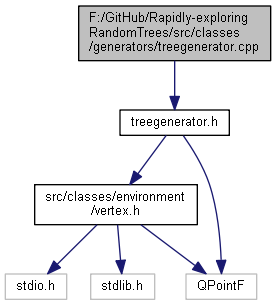 F:/GitHub/Rapidly-exploring
RandomTrees/src/classes
/generators/treegenerator.cpp
treegenerator.h
src/classes/environment
/vertex.h
stdio.h
stdlib.h
QPointF